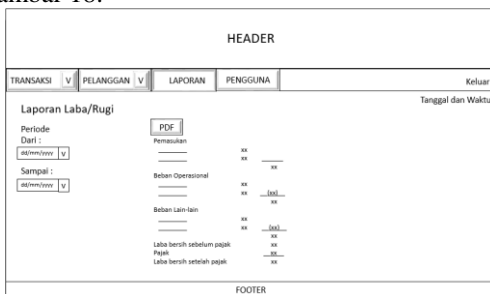 HEADER
TRANSAKSI V PELANGGAN V LAPORAN PENGGUNA Keluar
Tanggal dan Waktu
Laporan Laba/Rugi
Periode
Dari :
dd/mm/yyyy V
Sampai :
dd/mm/yyyy V
PDF
Pemasukan
xx
xx
xx
Beban Operasional
xx
xx (xx)
xx
Beban Lain-lain
xx
xx (xx)
Laba bersih sebelum pajak xx
Pajak xx
Laba bersih setelah pajak xx
FOOTER